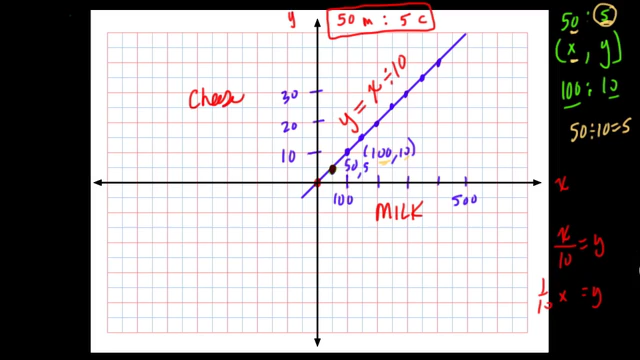 y
50 m : 5 c
50 : 5
(x, y)
100 : 10
50÷10=5
Cheese
y = x ÷ 10
30
20
10
(100, 10)
50, 5
100
500
MILK
x
x/10 = y
1/10 x = y